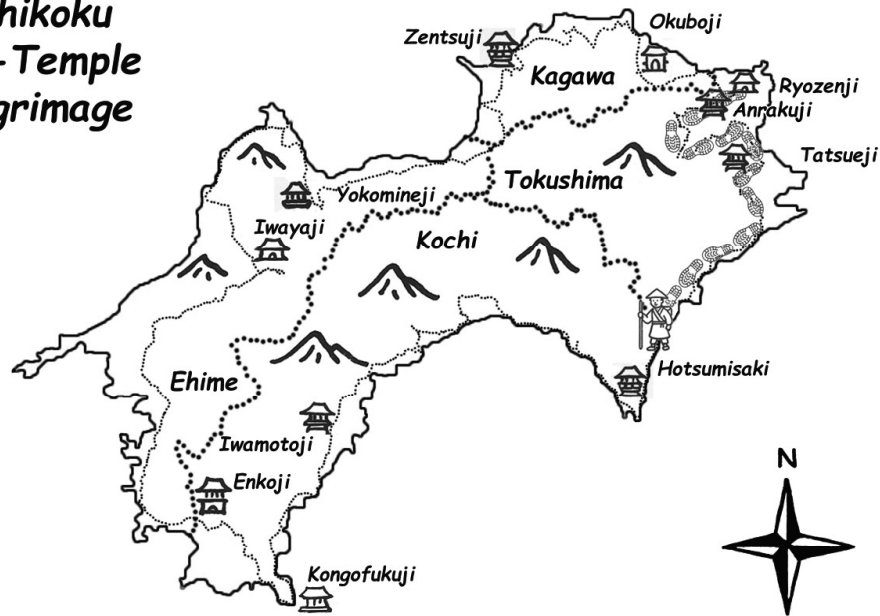 hikoku
-Temple
grimage
Okuboji
Zentsuji
Kagawa
Ryozenji
Anrakuji
Tatsueji
Tokushima
Yokomineji
Iwayaji
Kochi
Hotsumisaki
Ehime
Iwamotoji
Enkoji
Kongofukuji
N